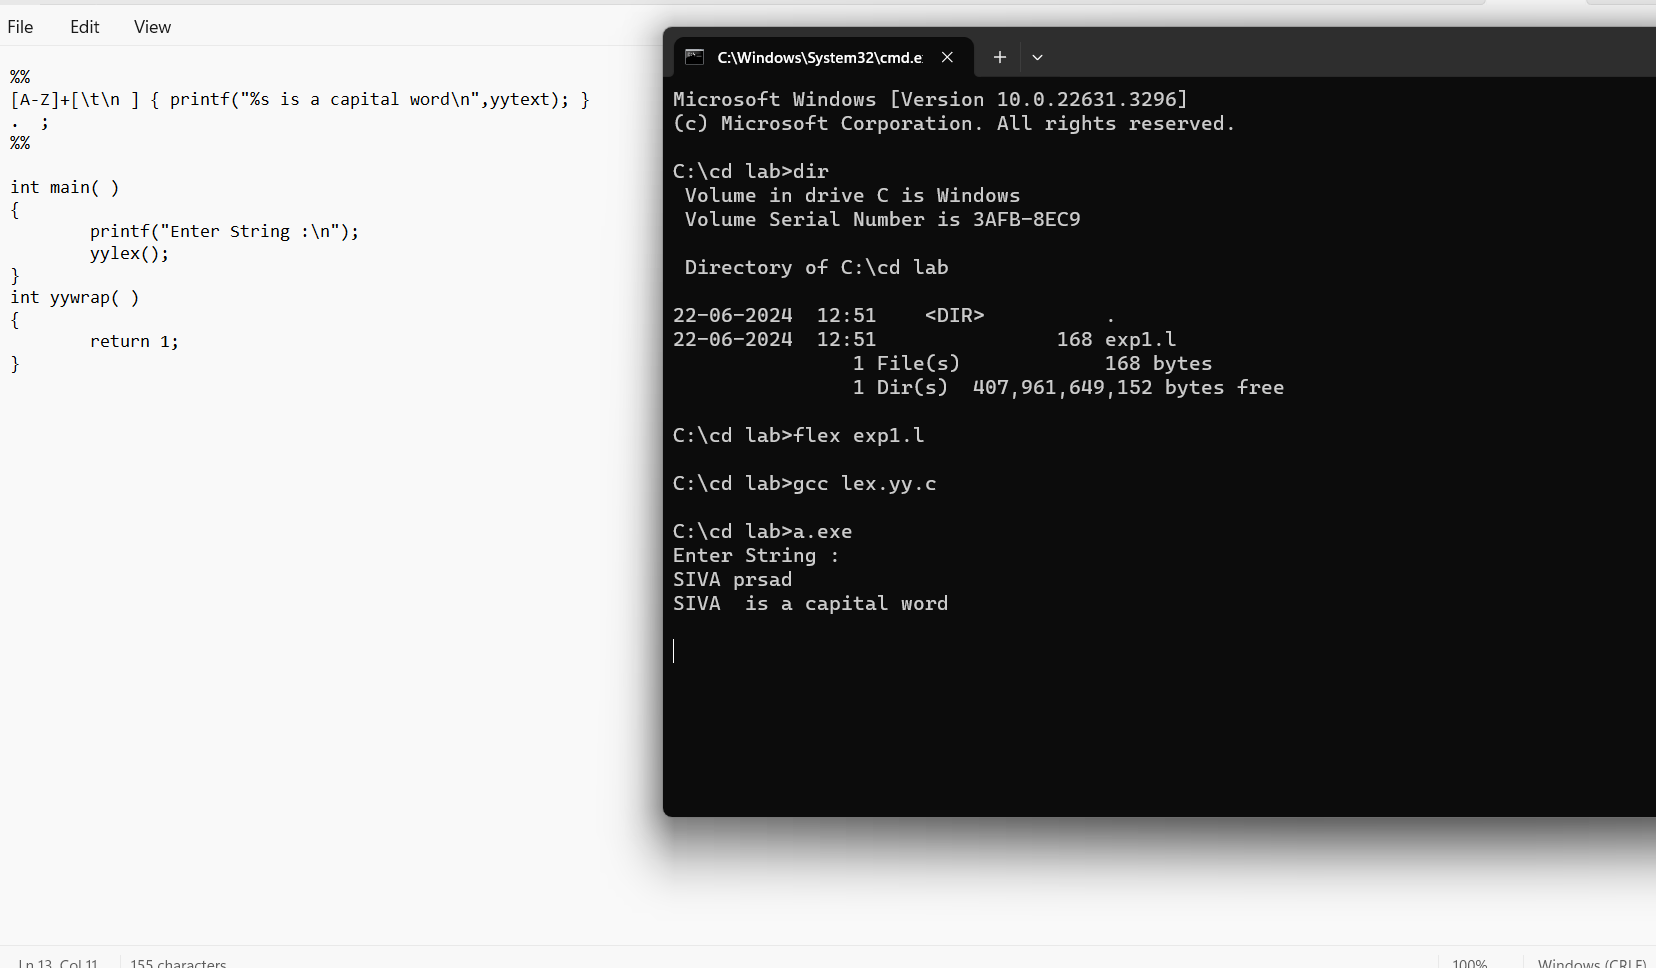 File Edit View
%%
[A-Z]+[\t\n ] { printf("%s is a capital word\n",yytext); }
. ;
%%
int main( )
{
printf("Enter String :\n");
yylex();
}
int yywrap( )
{
return 1;
}
Ln 13, Col 11 155 characters 100% Windows (CRLF)
C:\Windows\System32\cmd.e
Microsoft Windows [Version 10.0.22631.3296]
(c) Microsoft Corporation. All rights reserved.
C:\cd lab>dir
Volume in drive C is Windows
Volume Serial Number is 3AFB-8EC9
Directory of C:\cd lab
22-06-2024 12:51 <DIR> .
22-06-2024 12:51 168 exp1.l
1 File(s) 168 bytes
1 Dir(s) 407,961,649,152 bytes free
C:\cd lab>flex exp1.l
C:\cd lab>gcc lex.yy.c
C:\cd lab>a.exe
Enter String :
SIVA prsad
SIVA  is a capital word